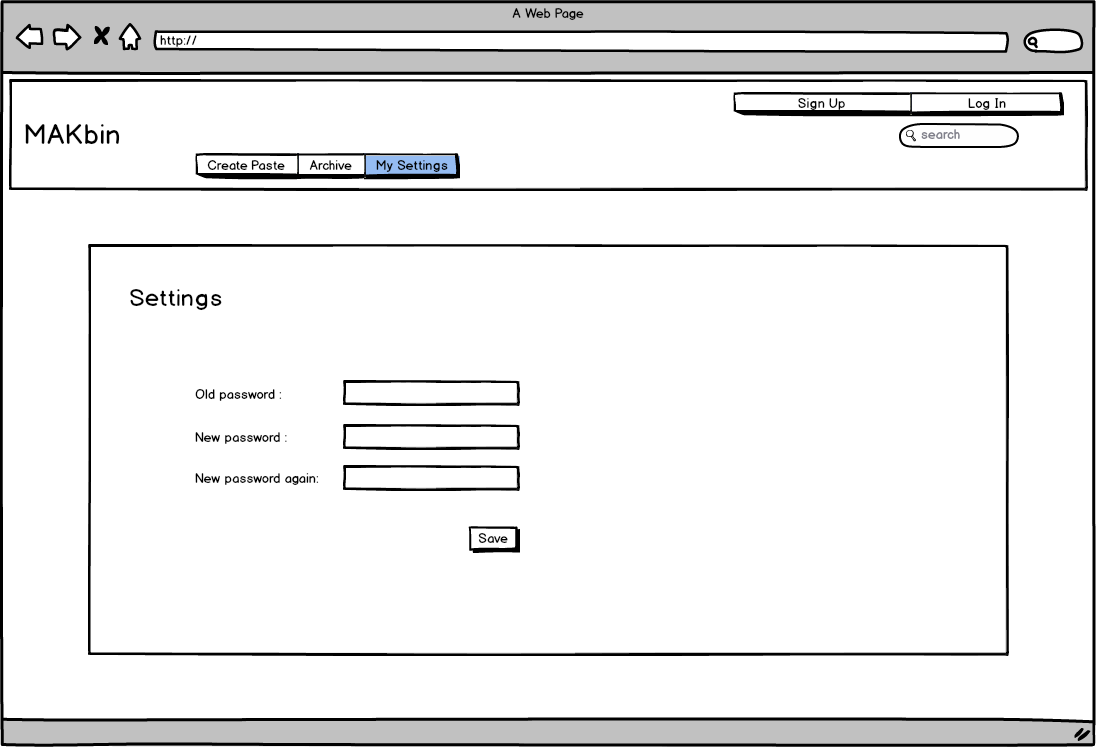 A Web Page
http://
Sign Up Log In
MAKbin
search
Create Paste Archive My Settings
Settings
Old password :
New password :
New password again:
Save